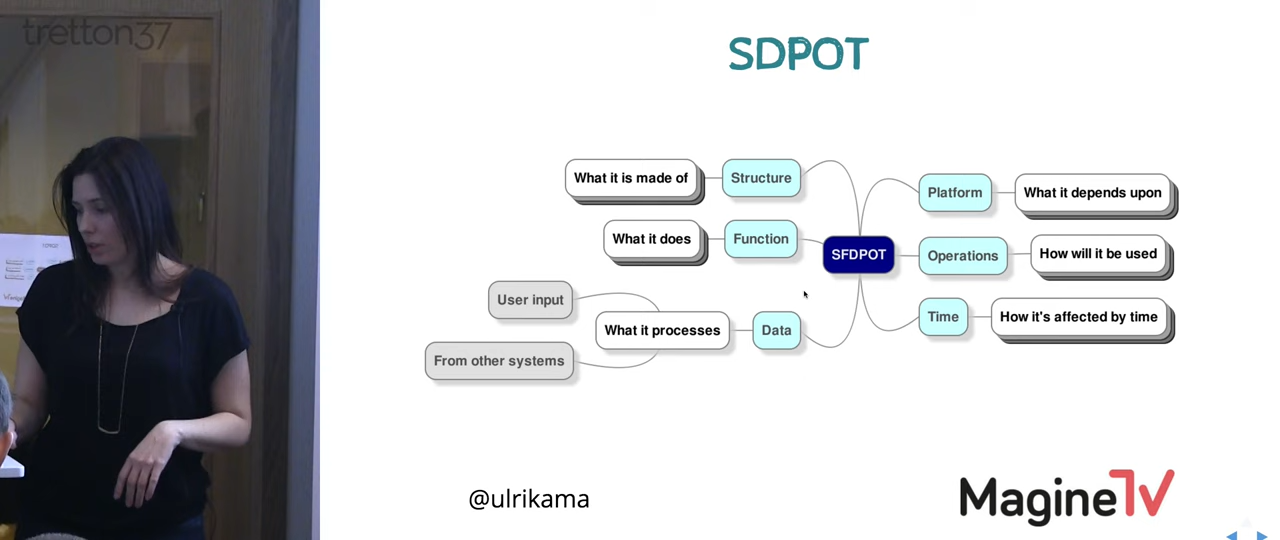 tretton37
SDPOT
What it is made of
Structure
What it does
Function
User input
What it processes
Data
From other systems
SFDPOT
Platform
What it depends upon
Operations
How will it be used
Time
How it's affected by time
@ulrikama
MagineTV